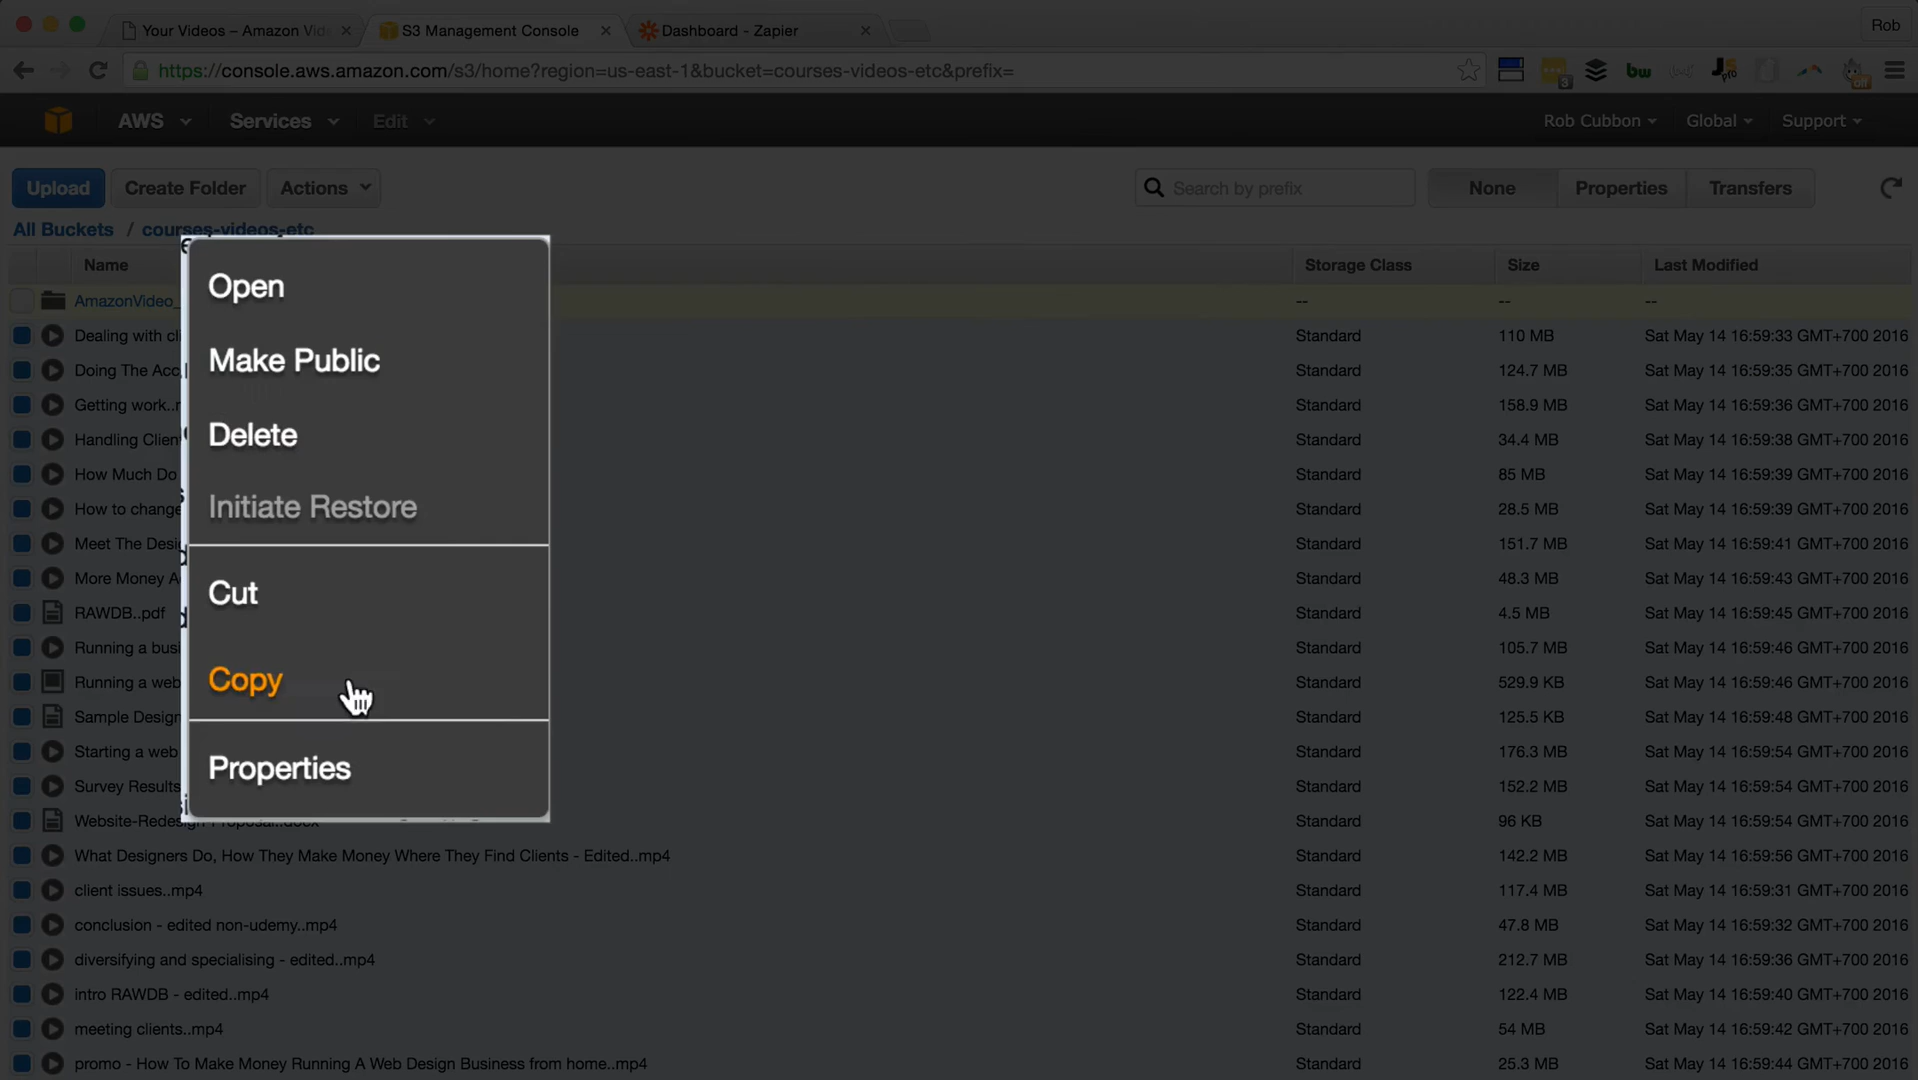 Your Videos – Amazon Vid
S3 Management Console
Dashboard - Zapier
Rob
https://console.aws.amazon.com/s3/home?region=us-east-1&bucket=courses-videos-etc&prefix=
3
pro
off
AWS
Services
Edit
Rob Cubbon
Global
Support
Upload
Create Folder
Actions
Search by prefix
None
Properties
Transfers
All Buckets / courses-videos-etc
Name
Storage Class
Size
Last Modified
AmazonVideo_
--
--
--
Open
Make Public
Delete
Initiate Restore
Cut
Copy
Properties
Dealing with cli Standard 110 MB Sat May 14 16:59:33 GMT+700 2016
Doing The Acc Standard 124.7 MB Sat May 14 16:59:35 GMT+700 2016
Getting work.. Standard 158.9 MB Sat May 14 16:59:36 GMT+700 2016
Handling Clien Standard 34.4 MB Sat May 14 16:59:38 GMT+700 2016
How Much Do Standard 85 MB Sat May 14 16:59:39 GMT+700 2016
How to change Standard 28.5 MB Sat May 14 16:59:39 GMT+700 2016
Meet The Desi Standard 151.7 MB Sat May 14 16:59:41 GMT+700 2016
More Money A Standard 48.3 MB Sat May 14 16:59:43 GMT+700 2016
RAWDB..pdf Standard 4.5 MB Sat May 14 16:59:45 GMT+700 2016
Running a busi Standard 105.7 MB Sat May 14 16:59:46 GMT+700 2016
Running a web Standard 529.9 KB Sat May 14 16:59:48 GMT+700 2016
Sample Design Standard 125.5 KB Sat May 14 16:59:48 GMT+700 2016
Starting a web Standard 176.3 MB Sat May 14 16:59:50 GMT+700 2016
Survey Results Standard 152.2 MB Sat May 14 16:59:52 GMT+700 2016
Website-Redesign-Proposal..docx Standard 96 KB Sat May 14 16:59:54 GMT+700 2016
What Designers Do, How They Make Money Where They Find Clients - Edited..mp4 Standard 142.2 MB Sat May 14 16:59:56 GMT+700 2016
client issues..mp4 Standard 117.4 MB Sat May 14 16:59:31 GMT+700 2016
conclusion - edited non-udemy..mp4 Standard 47.8 MB Sat May 14 16:59:32 GMT+700 2016
diversifying and specialising - edited..mp4 Standard 212.7 MB Sat May 14 16:59:36 GMT+700 2016
intro RAWDB - edited..mp4 Standard 122.4 MB Sat May 14 16:59:40 GMT+700 2016
meeting clients..mp4 Standard 54 MB Sat May 14 16:59:42 GMT+700 2016
promo - How To Make Money Running A Web Design Business from home..mp4 Standard 25.3 MB Sat May 14 16:59:44 GMT+700 2016